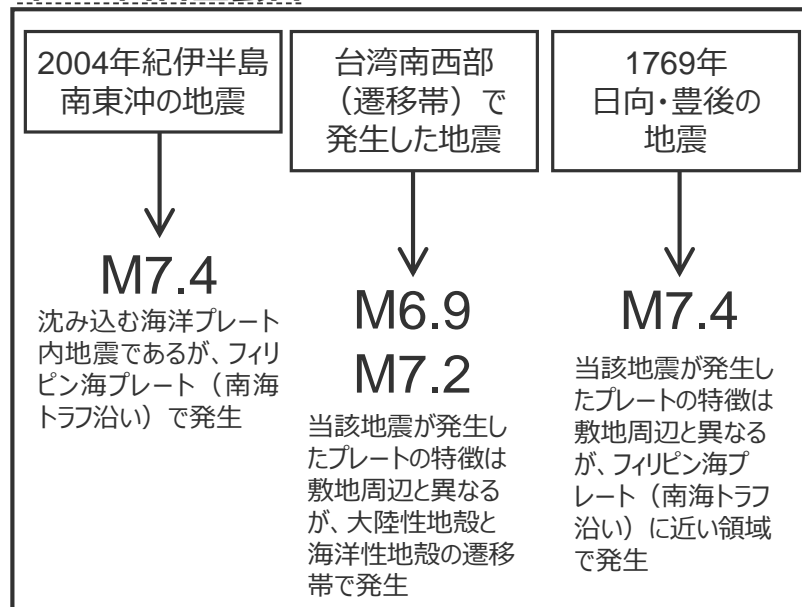 2004年紀伊半島
南東沖の地震
M7.4
沈み込む海洋プレート
内地震であるが、フィリ
ピン海プレート（南海
トラフ沿い）で発生
台湾南西部
（遷移帯）で
発生した地震
M6.9
M7.2
当該地震が発生し
たプレートの特徴は
敷地周辺と異なる
が、大陸性地殻と
海洋性地殻の遷移
帯で発生
1769年
日向･豊後の
地震
M7.4
当該地震が発生し
たプレートの特徴は
敷地周辺と異なる
が、フィリピン海プ
レート（南海トラフ
沿い）に近い領域
で発生